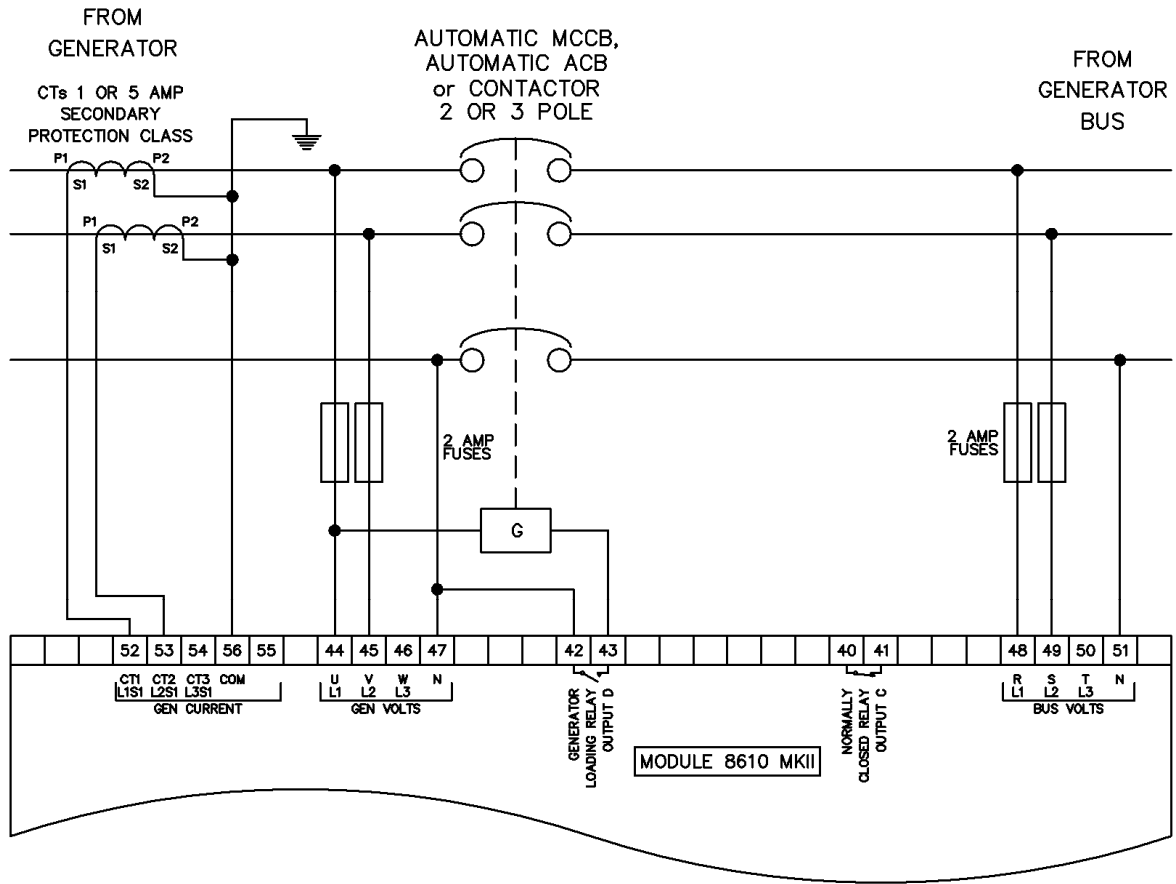 FROM
GENERATOR
CTs 1 OR 5 AMP
SECONDARY
PROTECTION CLASS
AUTOMATIC MCCB,
AUTOMATIC ACB
or CONTACTOR
2 OR 3 POLE
FROM
GENERATOR
BUS
P1 P2
S1 S2
P1 P2
S1 S2
2 AMP
FUSES
2 AMP
FUSES
G
52 53 54 56 55 44 45 46 47 42 43 40 41 48 49 50 51
CT1 CT2 CT3 COM
L1S1 L2S1 L3S1
GEN CURRENT
U V W N
L1 L2 L3
GEN VOLTS
GENERATOR
LOADING RELAY
OUTPUT D
MODULE 8610 MKII
NORMALLY
CLOSED RELAY
OUTPUT C
R S T N
L1 L2 L3
BUS VOLTS